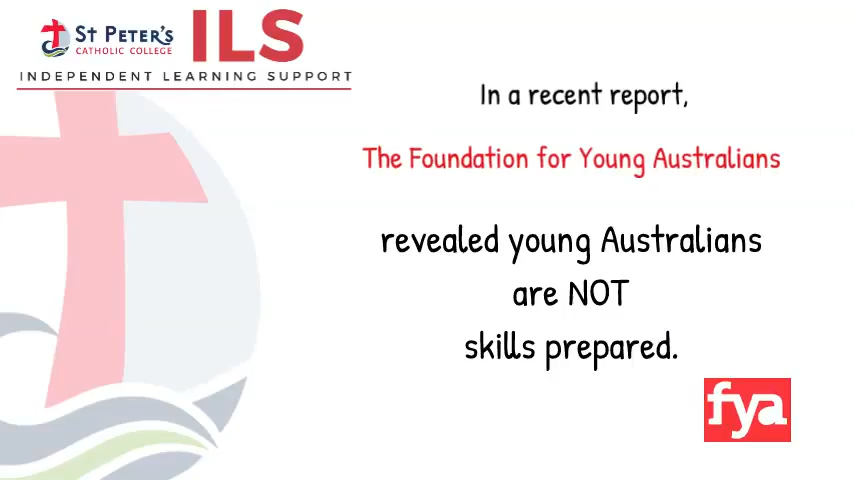 ST PETER'S
CATHOLIC COLLEGE
ILS
INDEPENDENT LEARNING SUPPORT
In a recent report,
The Foundation for Young Australians
revealed young Australians
are NOT
skills prepared.
fya